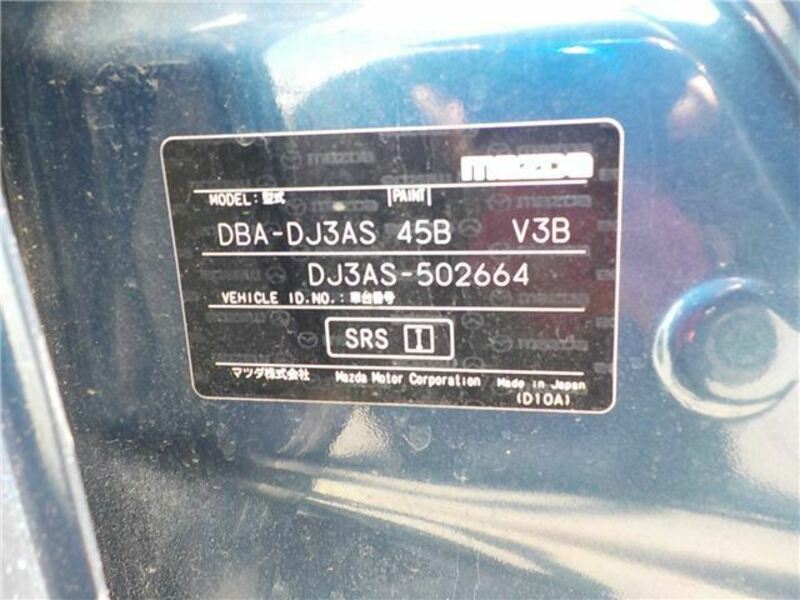 mazda
MODEL: 型式 |PAINT|
DBA-DJ3AS 45B V3B
DJ3AS-502664
VEHICLE ID.NO.: 車台番号
SRS I
マツダ株式会社 Mazda Motor Corporation Made in Japan
(D10A)